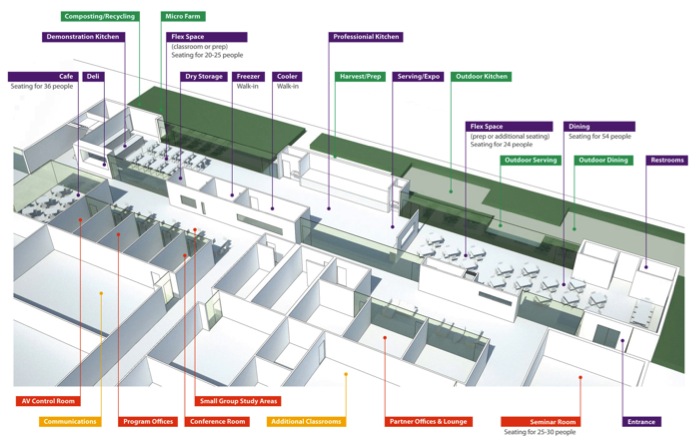 Composting/Recycling
Micro Farm
Demonstration Kitchen
Flex Space
(classroom or prep)
Seating for 20-25 people
Professional Kitchen
Cafe
Seating for 36 people
Deli
Dry Storage
Freezer
Walk-in
Cooler
Walk-in
Harvest/Prep
Serving/Expo
Outdoor Kitchen
Flex Space
(prep or additional seating)
Seating for 24 people
Dining
Seating for 54 people
Outdoor Serving
Outdoor Dining
Restrooms
AV Control Room
Small Group Study Areas
Communications
Program Offices
Conference Room
Additional Classrooms
Partner Offices & Lounge
Seminar Room
Seating for 25-30 people
Entrance